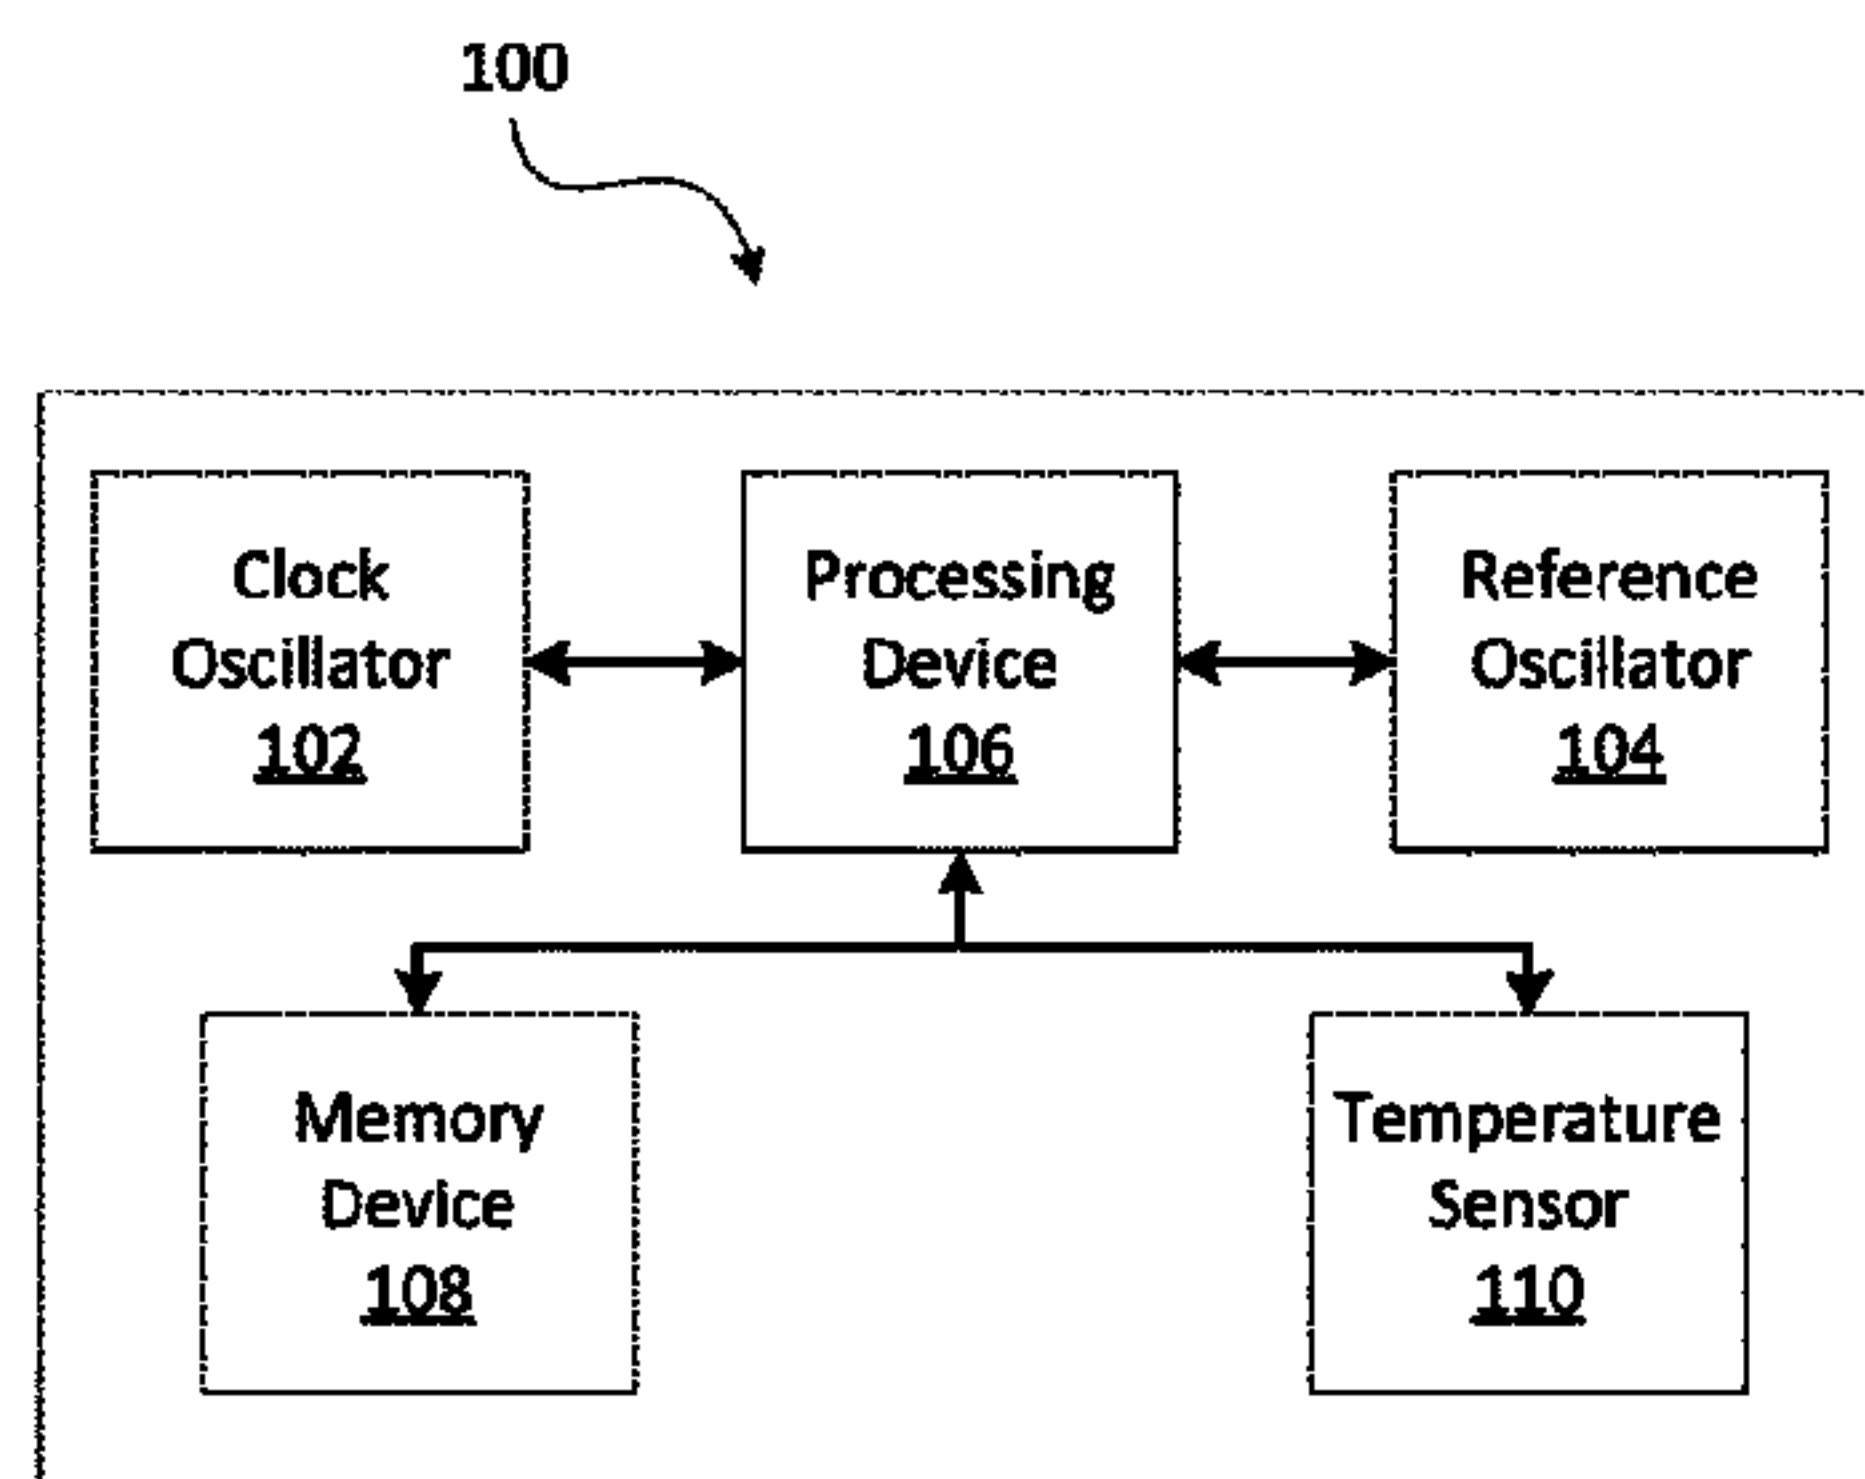 100
Clock
Oscillator
102
Processing
Device
106
Reference
Oscillator
104
Memory
Device
108
Temperature
Sensor
110